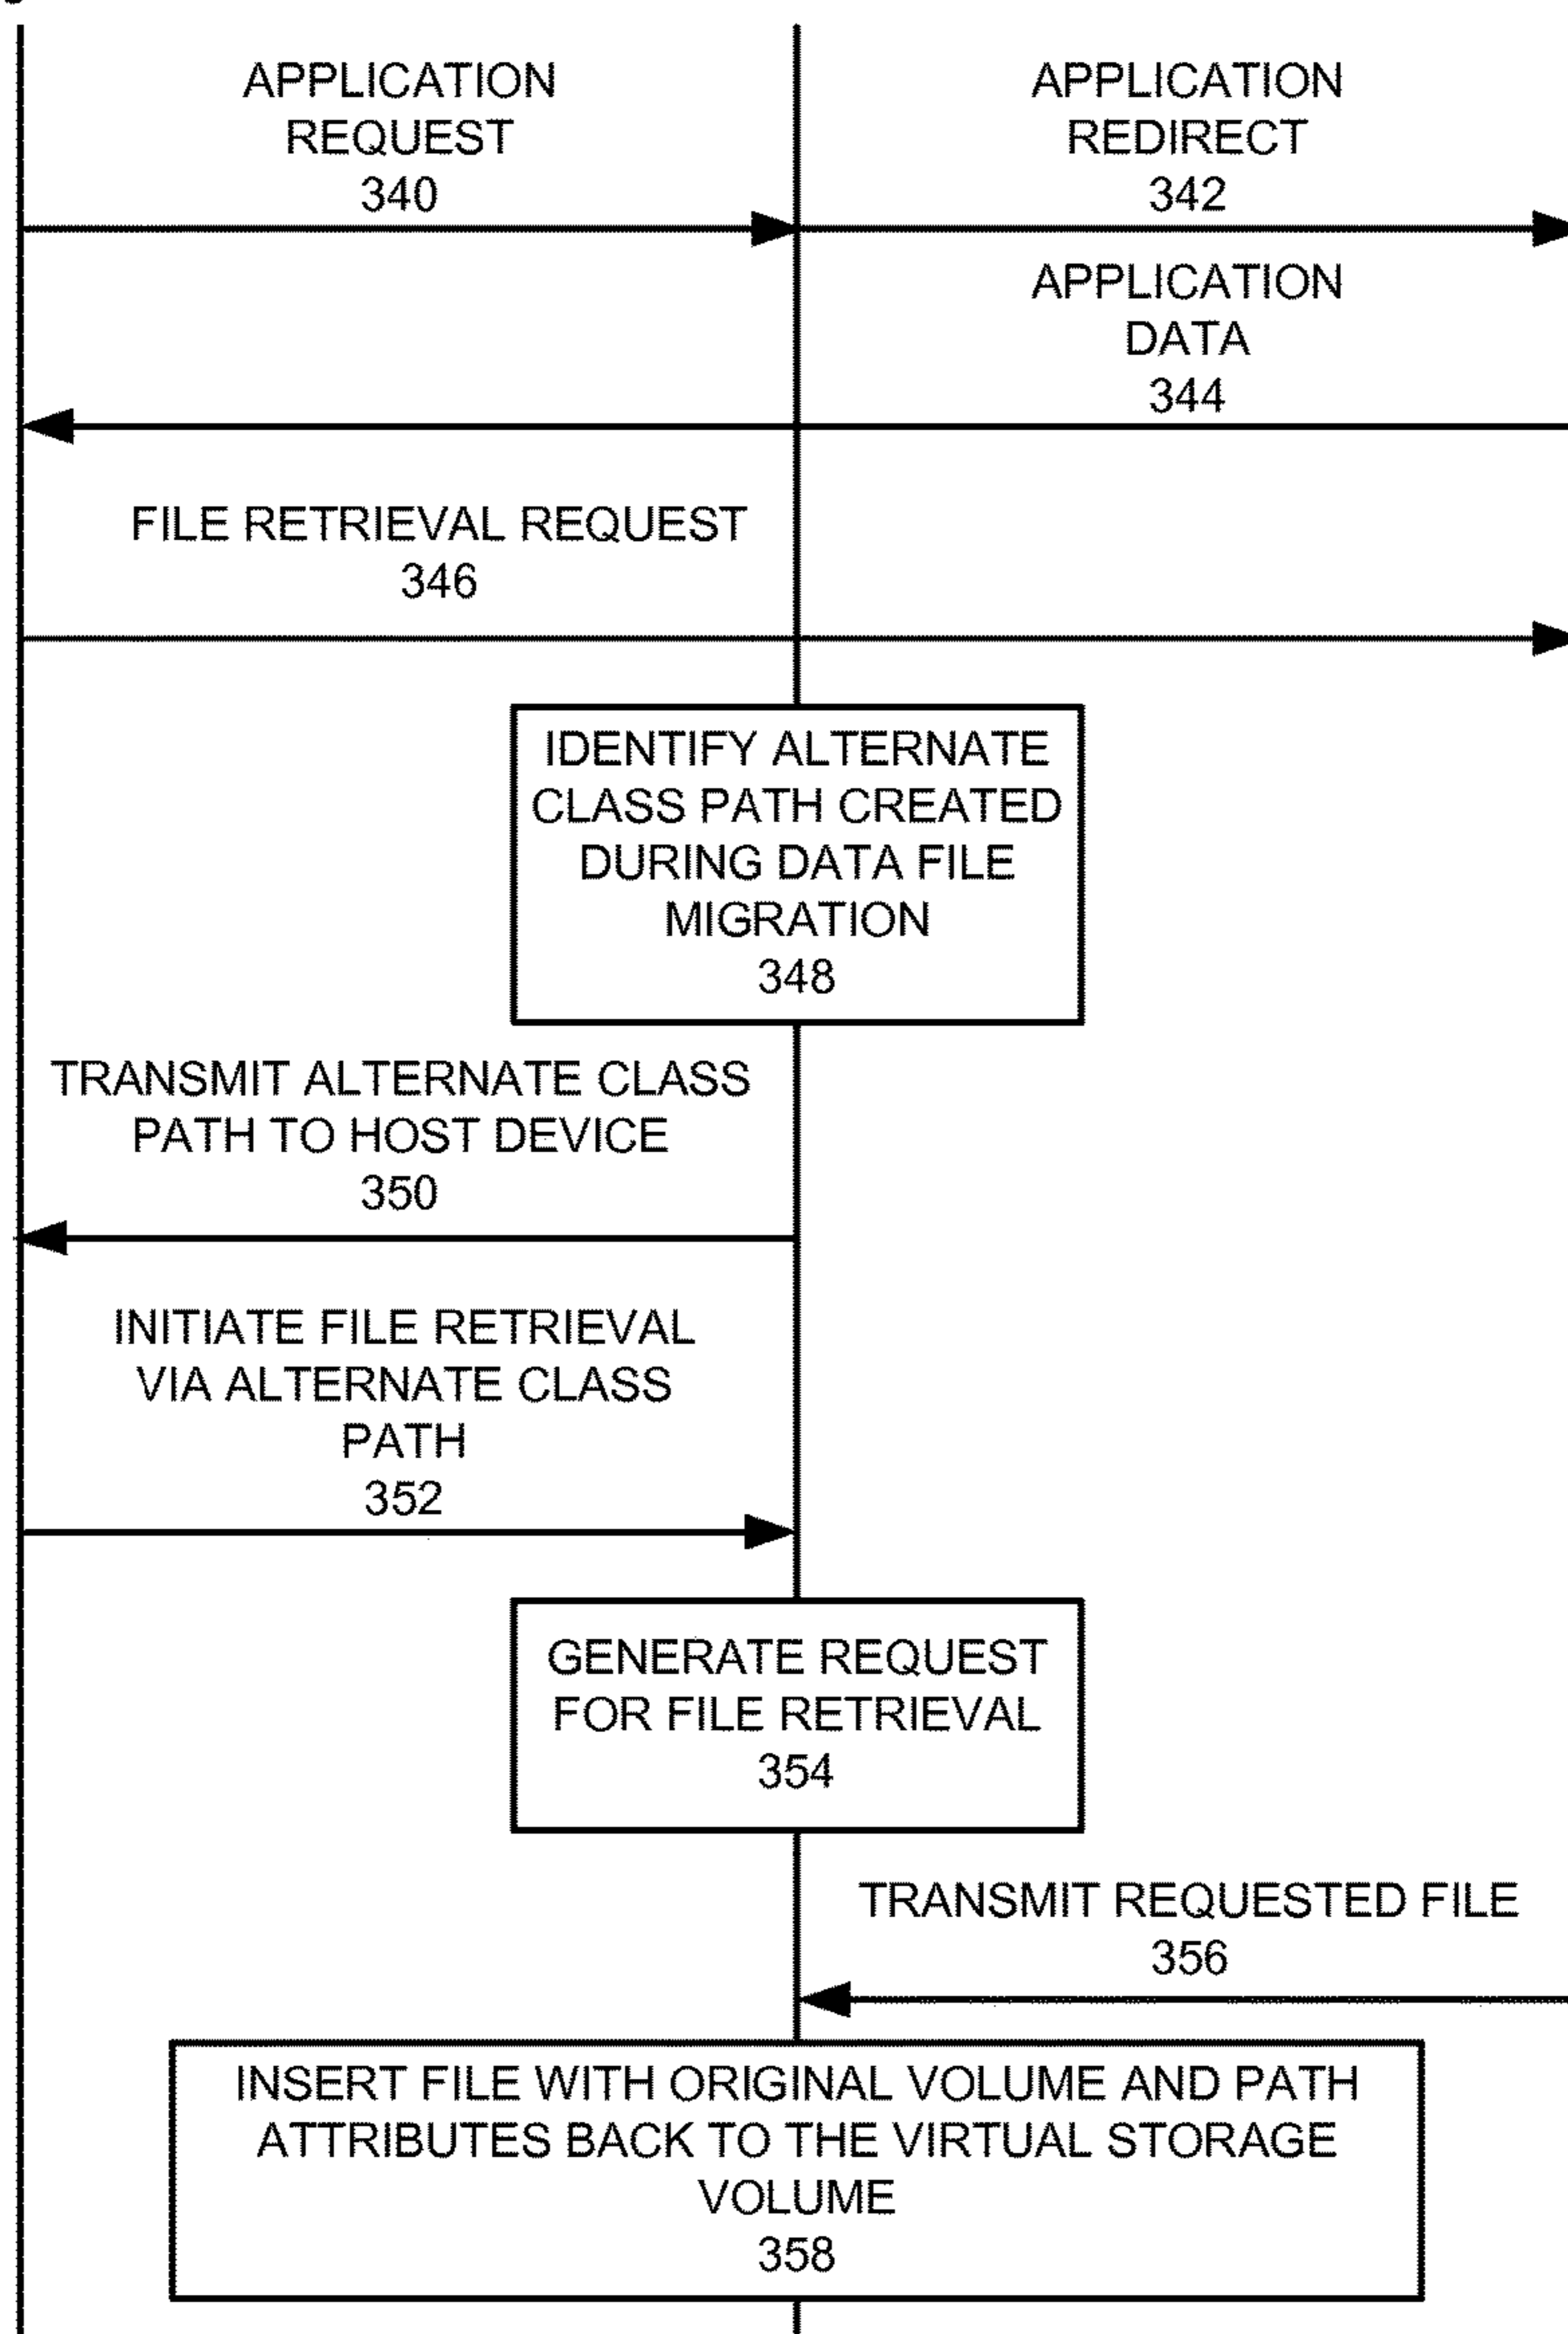 APPLICATION
REQUEST
340
APPLICATION
REDIRECT
342
APPLICATION
DATA
344
FILE RETRIEVAL REQUEST
346
IDENTIFY ALTERNATE
CLASS PATH CREATED
DURING DATA FILE
MIGRATION
348
TRANSMIT ALTERNATE CLASS
PATH TO HOST DEVICE
350
INITIATE FILE RETRIEVAL
VIA ALTERNATE CLASS
PATH
352
GENERATE REQUEST
FOR FILE RETRIEVAL
354
TRANSMIT REQUESTED FILE
356
INSERT FILE WITH ORIGINAL VOLUME AND PATH
ATTRIBUTES BACK TO THE VIRTUAL STORAGE
VOLUME
358